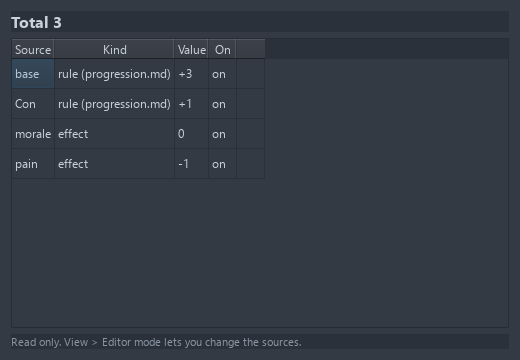 Total 3
Source Kind Value On
base rule (progression.md) +3 on
Con rule (progression.md) +1 on
morale effect 0 on
pain effect -1 on
Read only. View > Editor mode lets you change the sources.